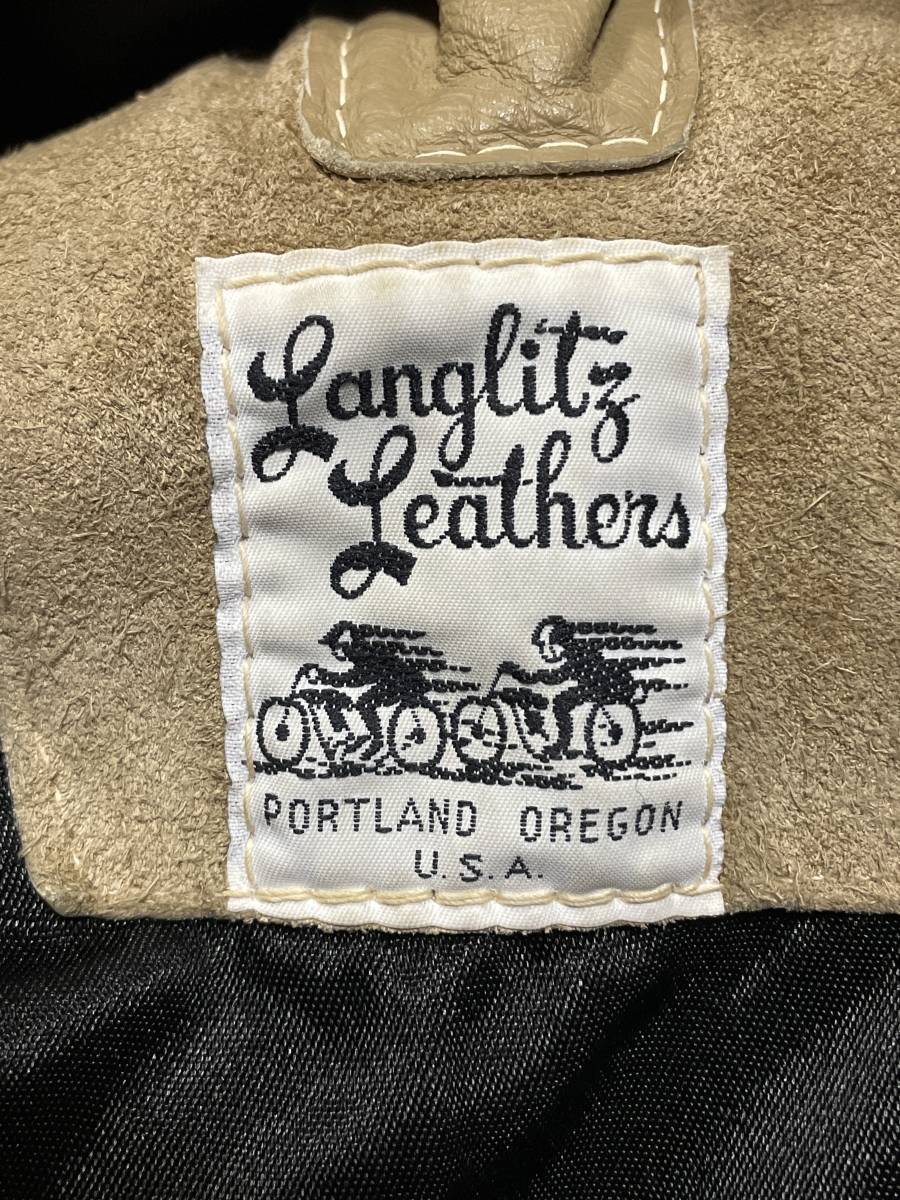 Langlitz
Leathers
PORTLAND OREGON
U.S.A.